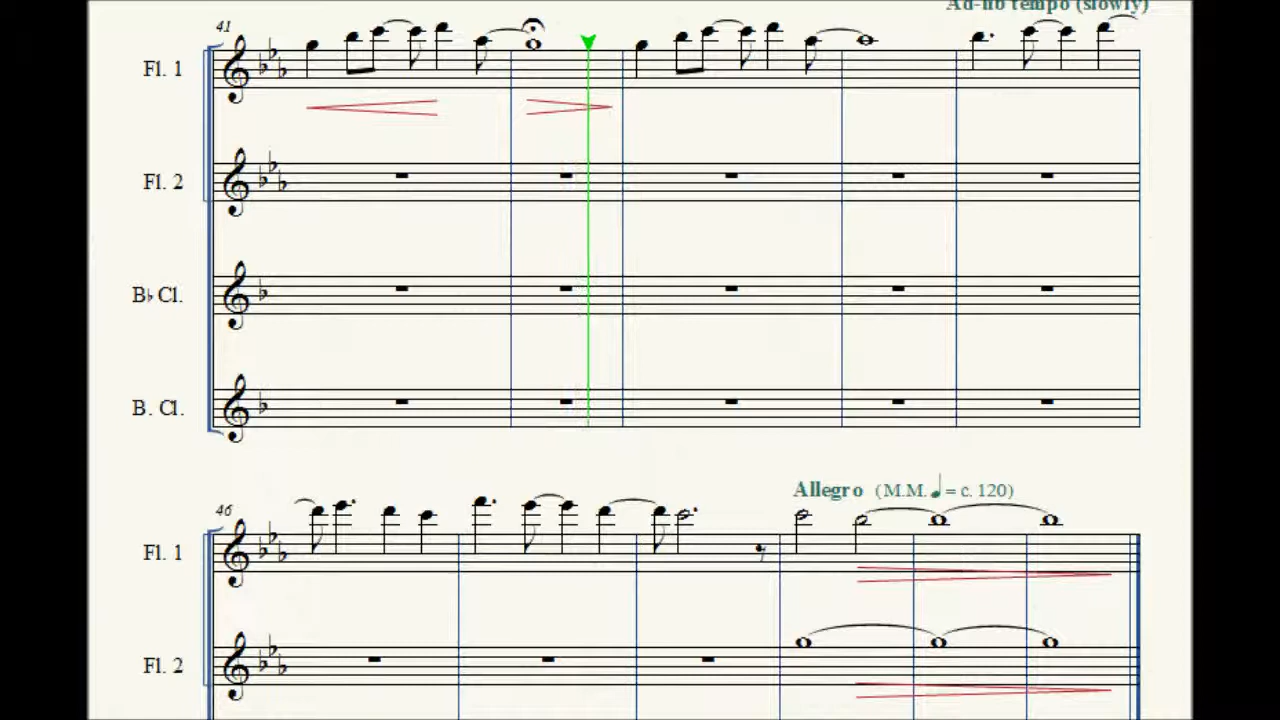 Ad-lib tempo (slowly)
41
Fl. 1
Fl. 2
B♭ Cl.
B. Cl.
Allegro (M.M. ♩ = c. 120)
46
Fl. 1
Fl. 2